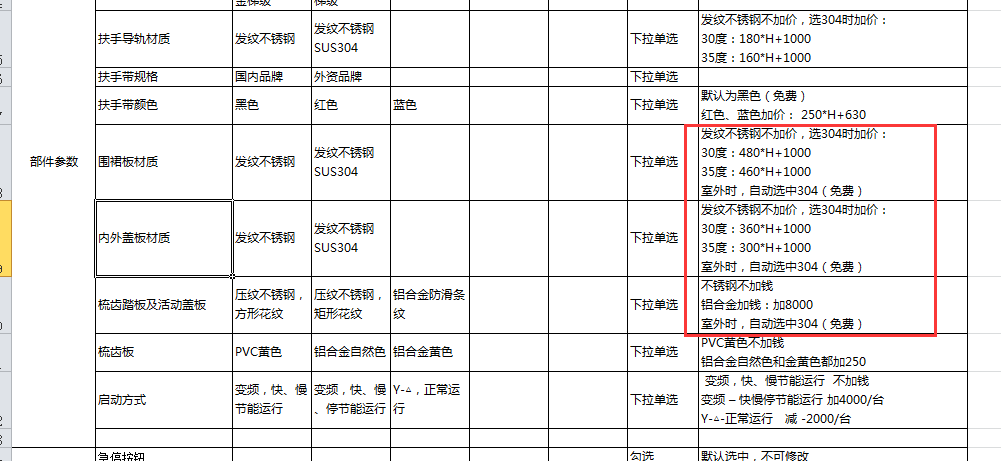 金梯级
梯级
扶手导轨材质
发纹不锈钢
发纹不锈钢
SUS304
下拉单选
发纹不锈钢不加价，选304时加价：
30度：180*H+1000
35度：160*H+1000
扶手带规格
国内品牌
外资品牌
下拉单选
扶手带颜色
黑色
红色
蓝色
下拉单选
默认为黑色（免费）
红色、蓝色加价： 250*H+630
部件参数
围裙板材质
发纹不锈钢
发纹不锈钢
SUS304
下拉单选
发纹不锈钢不加价，选304时加价：
30度：480*H+1000
35度：460*H+1000
室外时，自动选中304（免费）
内外盖板材质
发纹不锈钢
发纹不锈钢
SUS304
下拉单选
发纹不锈钢不加价，选304时加价：
30度：360*H+1000
35度：300*H+1000
室外时，自动选中304（免费）
梳齿踏板及活动盖板
压纹不锈钢，
方形花纹
压纹不锈钢，
矩形花纹
铝合金防滑条
纹
下拉单选
不锈钢不加钱
铝合金加钱：加8000
室外时，自动选中304（免费）
梳齿板
PVC黄色
铝合金自然色
铝合金黄色
下拉单选
PVC黄色不加钱
铝合金自然色和金黄色都加250
启动方式
变频，快、慢
节能运行
变频，快、慢
、停节能运行
Y-△，正常运
行
下拉单选
变频，快、慢节能运行 不加钱
变频 – 快慢停节能运行 加4000/台
Y-△-正常运行 减 -2000/台
急停按钮
勾选
默认选中，不可修改